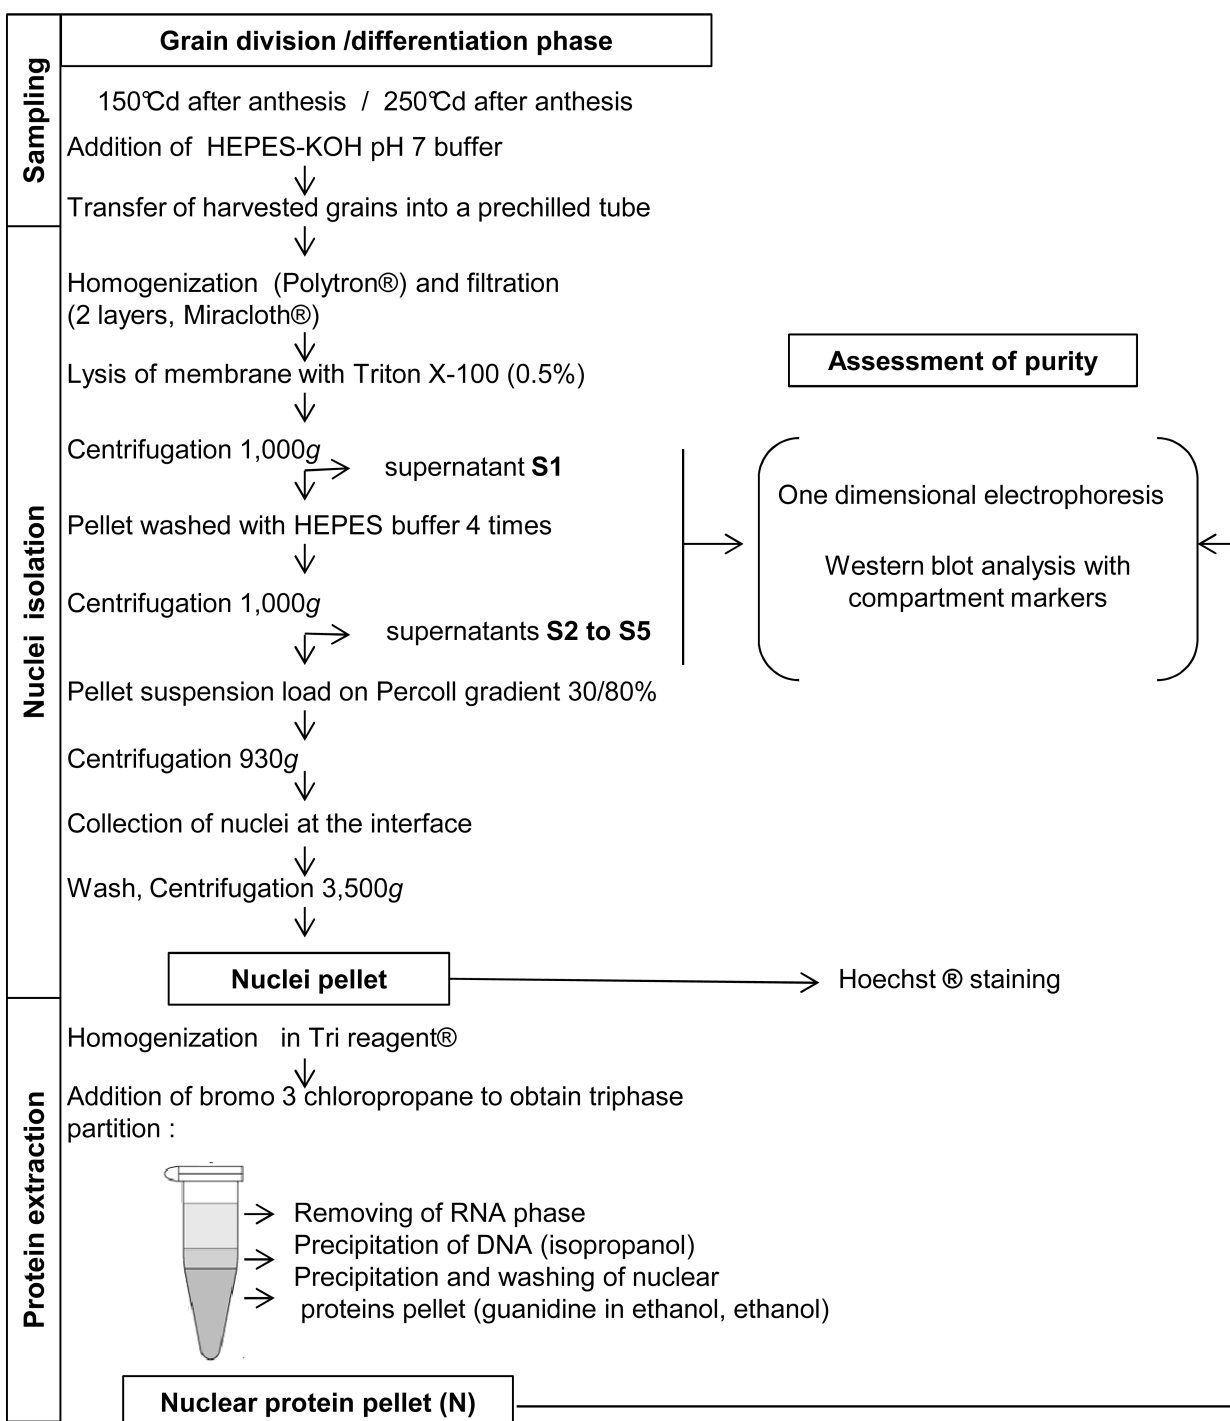 Sampling
Grain division /differentiation phase
150°Cd after anthesis / 250°Cd after anthesis
Addition of HEPES-KOH pH 7 buffer
Transfer of harvested grains into a prechilled tube
Nuclei isolation
Homogenization (Polytron®) and filtration
(2 layers, Miracloth®)
Lysis of membrane with Triton X-100 (0.5%)
Centrifugation 1,000g
supernatant S1
Pellet washed with HEPES buffer 4 times
Centrifugation 1,000g
supernatants S2 to S5
Pellet suspension load on Percoll gradient 30/80%
Centrifugation 930g
Collection of nuclei at the interface
Wash, Centrifugation 3,500g
Nuclei pellet
Hoechst ® staining
Assessment of purity
One dimensional electrophoresis
Western blot analysis with
compartment markers
Protein extraction
Homogenization in Tri reagent®
Addition of bromo 3 chloropropane to obtain triphase
partition :
Removing of RNA phase
Precipitation of DNA (isopropanol)
Precipitation and washing of nuclear
proteins pellet (guanidine in ethanol, ethanol)
Nuclear protein pellet (N)